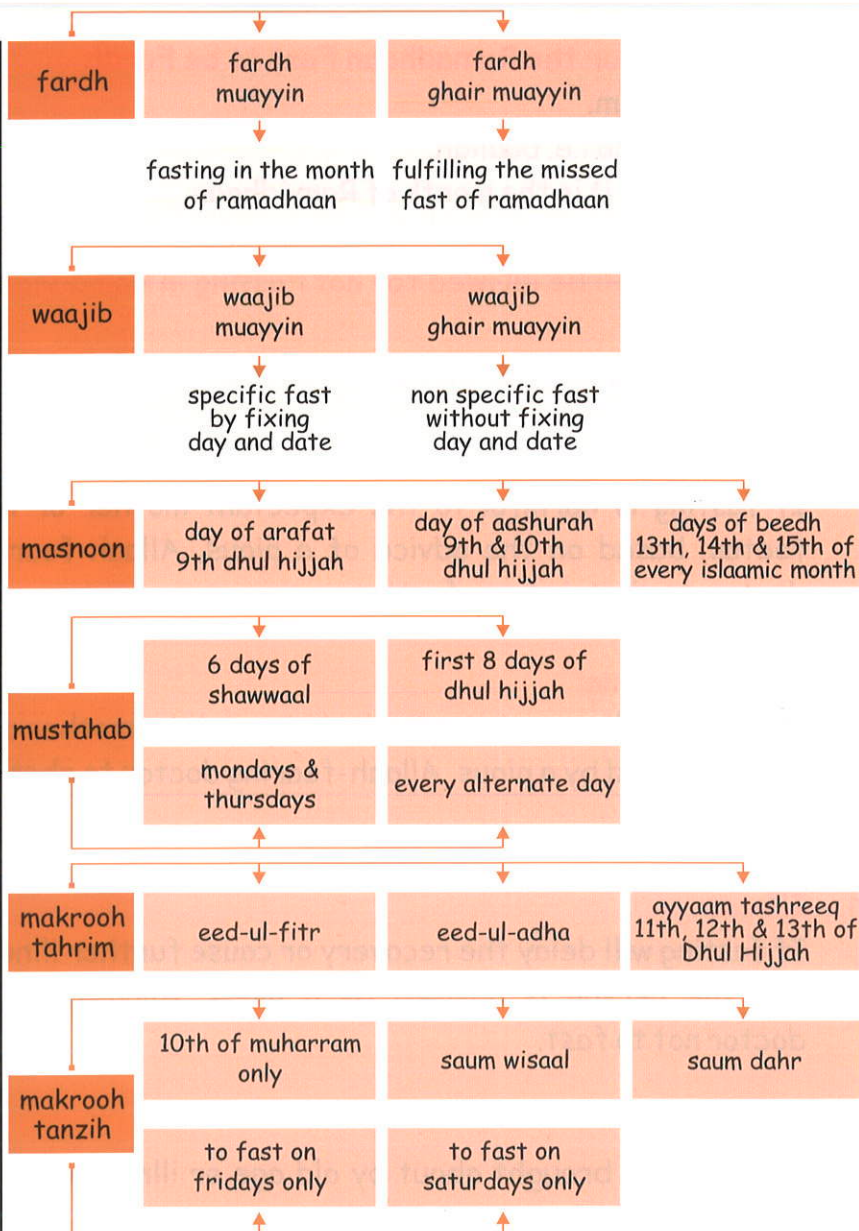 fardh
fardh
muayyin
fardh
ghair muayyin
fasting in the month
of ramadhaan
fulfilling the missed
fast of ramadhaan
waajib
waajib
muayyin
waajib
ghair muayyin
specific fast
by fixing
day and date
non specific fast
without fixing
day and date
masnoon
day of arafat
9th dhul hijjah
day of aashurah
9th & 10th
dhul hijjah
days of beedh
13th, 14th & 15th of
every islaamic month
mustahab
6 days of
shawwaal
first 8 days of
dhul hijjah
mondays &
thursdays
every alternate day
makrooh
tahrim
eed-ul-fitr
eed-ul-adha
ayyaam tashreeq
11th, 12th & 13th of
Dhul Hijjah
makrooh
tanzih
10th of muharram
only
saum wisaal
saum dahr
to fast on
fridays only
to fast on
saturdays only